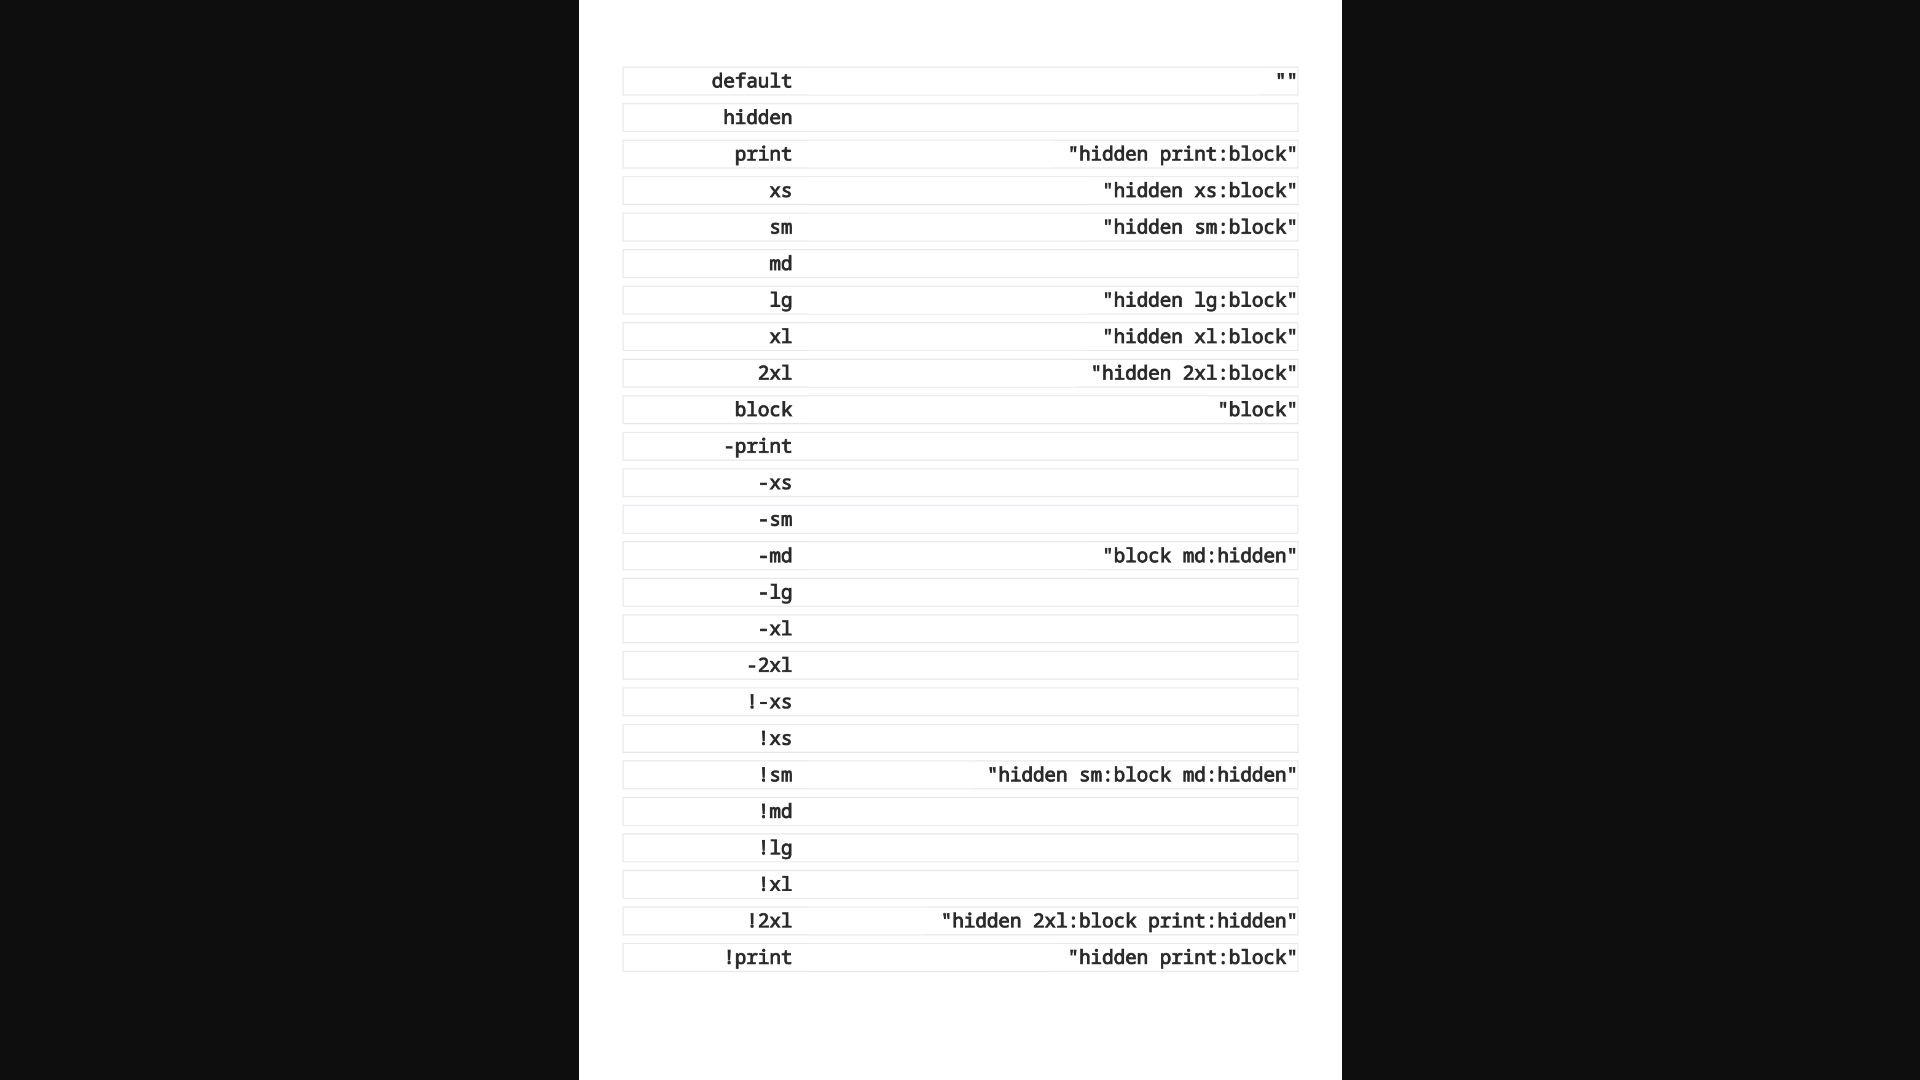 default ""
hidden
print "hidden print:block"
xs "hidden xs:block"
sm "hidden sm:block"
md
lg "hidden lg:block"
xl "hidden xl:block"
2xl "hidden 2xl:block"
block "block"
-print
-xs
-sm
-md "block md:hidden"
-lg
-xl
-2xl
!-xs
!xs
!sm "hidden sm:block md:hidden"
!md
!lg
!xl
!2xl "hidden 2xl:block print:hidden"
!print "hidden print:block"